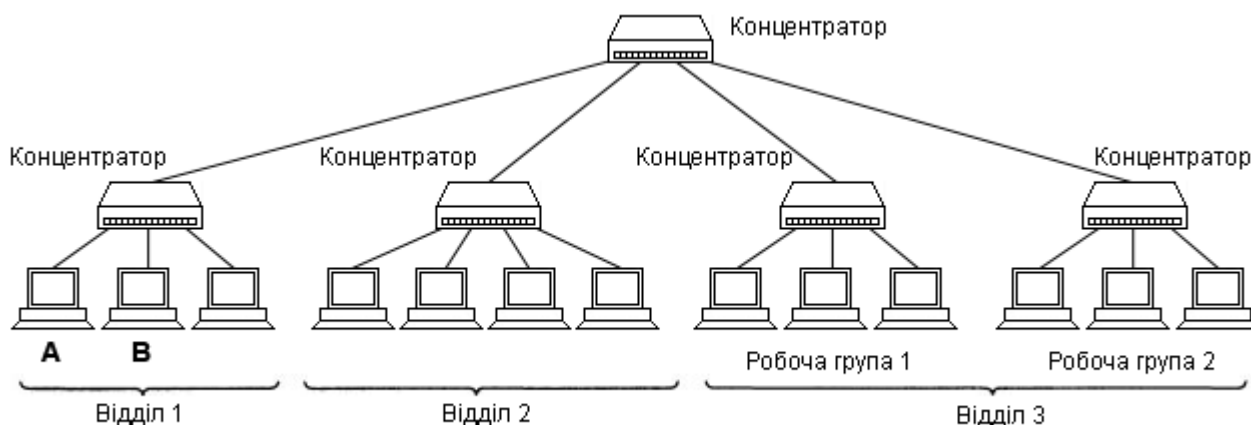 Концентратор
Концентратор
Концентратор
Концентратор
Концентратор
A
B
Робоча група 1
Робоча група 2
Відділ 1
Відділ 2
Відділ 3